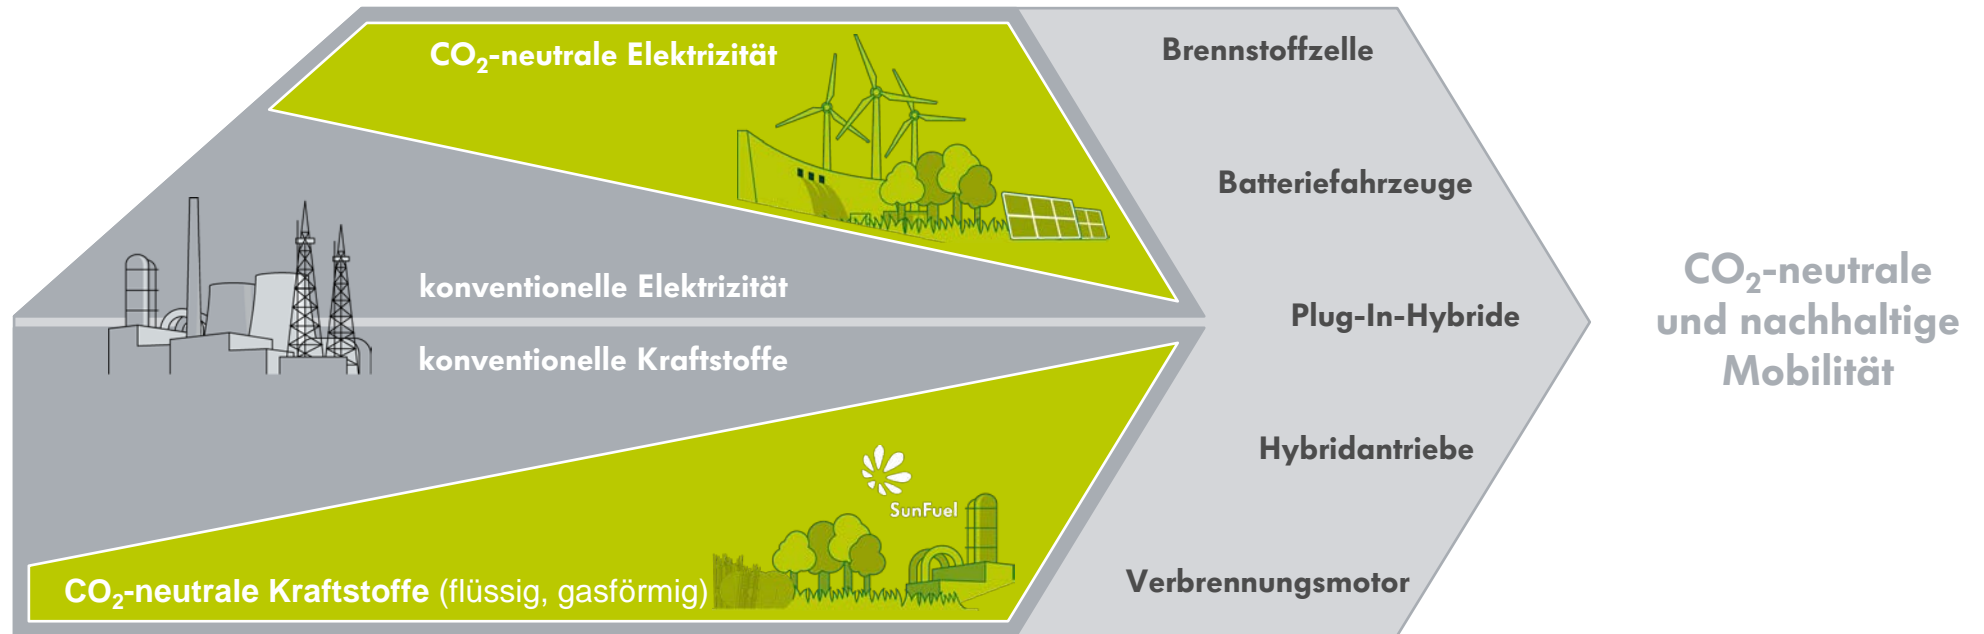 CO₂-neutrale Elektrizität
konventionelle Elektrizität
konventionelle Kraftstoffe
SunFuel
CO₂-neutrale Kraftstoffe (flüssig, gasförmig)
Brennstoffzelle
Batteriefahrzeuge
Plug-In-Hybride
Hybridantriebe
Verbrennungsmotor
CO₂-neutrale
und nachhaltige
Mobilität